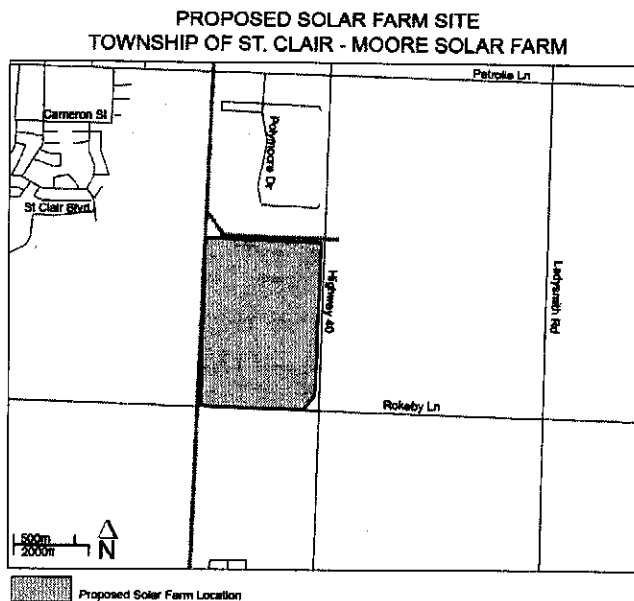 PROPOSED SOLAR FARM SITE
TOWNSHIP OF ST. CLAIR - MOORE SOLAR FARM
Petrolia Ln
Cameron St
Polymoore Dr
St Clair Blvd
Highway 40
Ladysmith Rd
Rokeby Ln
500m
2000ft
N
Proposed Solar Farm Location